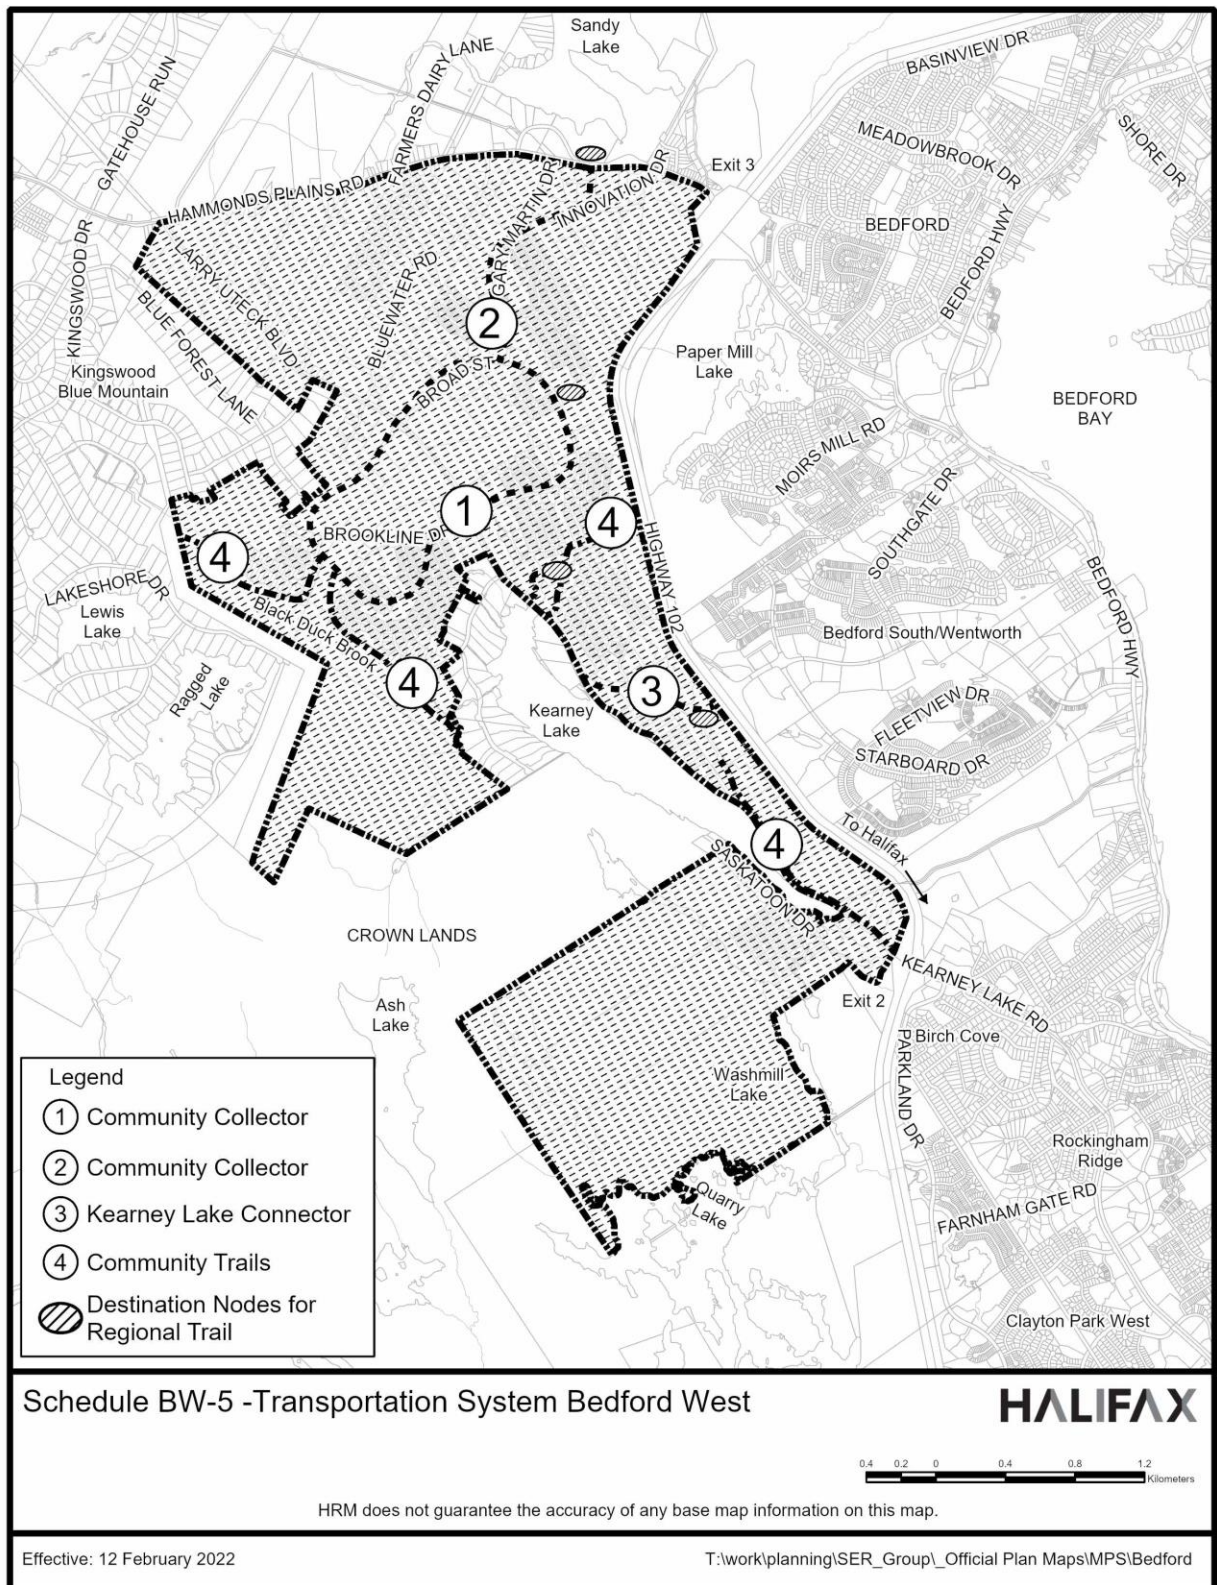 Sandy
Lake
BASINVIEW DR
GATEHOUSE RUN
FARMERS DAIRY LANE
SHORE DR
MEADOWBROOK DR
Exit 3
HAMMONDS PLAINS RD
GARY MARTIN DR
INNOVATION DR
BEDFORD
BEDFORD HWY
KINGSWOOD DR
LARRY UTECK BLVD
BLUEWATER RD
BLUE FOREST LANE
2
Paper Mill
Lake
Kingswood
Blue Mountain
BROAD ST
BEDFORD
BAY
MOIRS MILL RD
SOUTHGATE DR
1
4
BROOKLINE DR
HIGHWAY 102
4
BEDFORD HWY
LAKESHORE DR
Lewis
Lake
Black Duck Brook
Bedford South/Wentworth
Ragged
Lake
4
3
Kearney
Lake
FLEETVIEW DR
STARBOARD DR
To Halifax
4
SASKATOON DR
CROWN LANDS
KEARNEY LAKE RD
Ash
Lake
Exit 2
Birch Cove
PARKLAND DR
Washmill
Lake
Rockingham
Ridge
Quarry
Lake
FARNHAM GATE RD
Clayton Park West
Legend
1 Community Collector
2 Community Collector
3 Kearney Lake Connector
4 Community Trails
Destination Nodes for
Regional Trail
Schedule BW-5 -Transportation System Bedford West
HALIFAX
0.4 0.2 0 0.4 0.8 1.2
Kilometers
HRM does not guarantee the accuracy of any base map information on this map.
Effective: 12 February 2022
T:\work\planning\SER_Group\_Official Plan Maps\MPS\Bedford